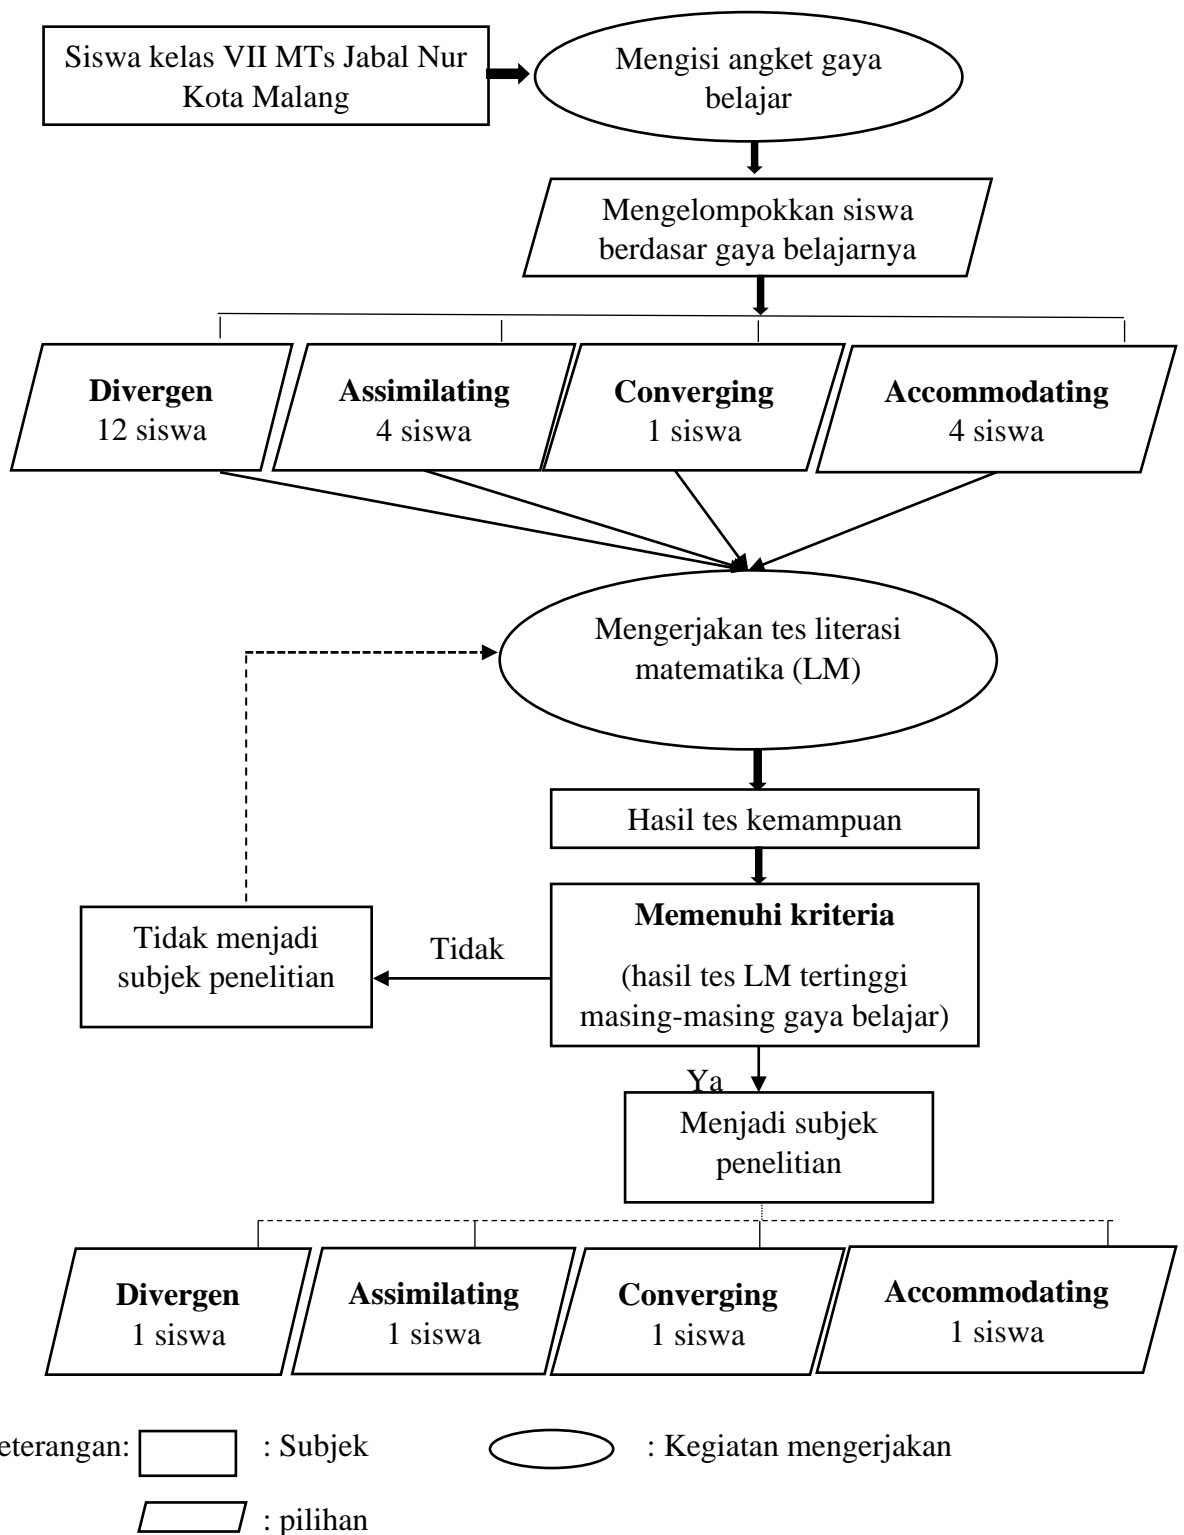 Siswa kelas VII MTs Jabal Nur
Kota Malang
Mengisi angket gaya
belajar
Mengelompokkan siswa
berdasar gaya belajarnya
Divergen
12 siswa
Assimilating
4 siswa
Converging
1 siswa
Accommodating
4 siswa
Mengerjakan tes literasi
matematika (LM)
Hasil tes kemampuan
Memenuhi kriteria
(hasil tes LM tertinggi
masing-masing gaya belajar)
Tidak
Tidak menjadi
subjek penelitian
Ya
Menjadi subjek
penelitian
Divergen
1 siswa
Assimilating
1 siswa
Converging
1 siswa
Accommodating
1 siswa
eterangan:
: Subjek
: Kegiatan mengerjakan
: pilihan